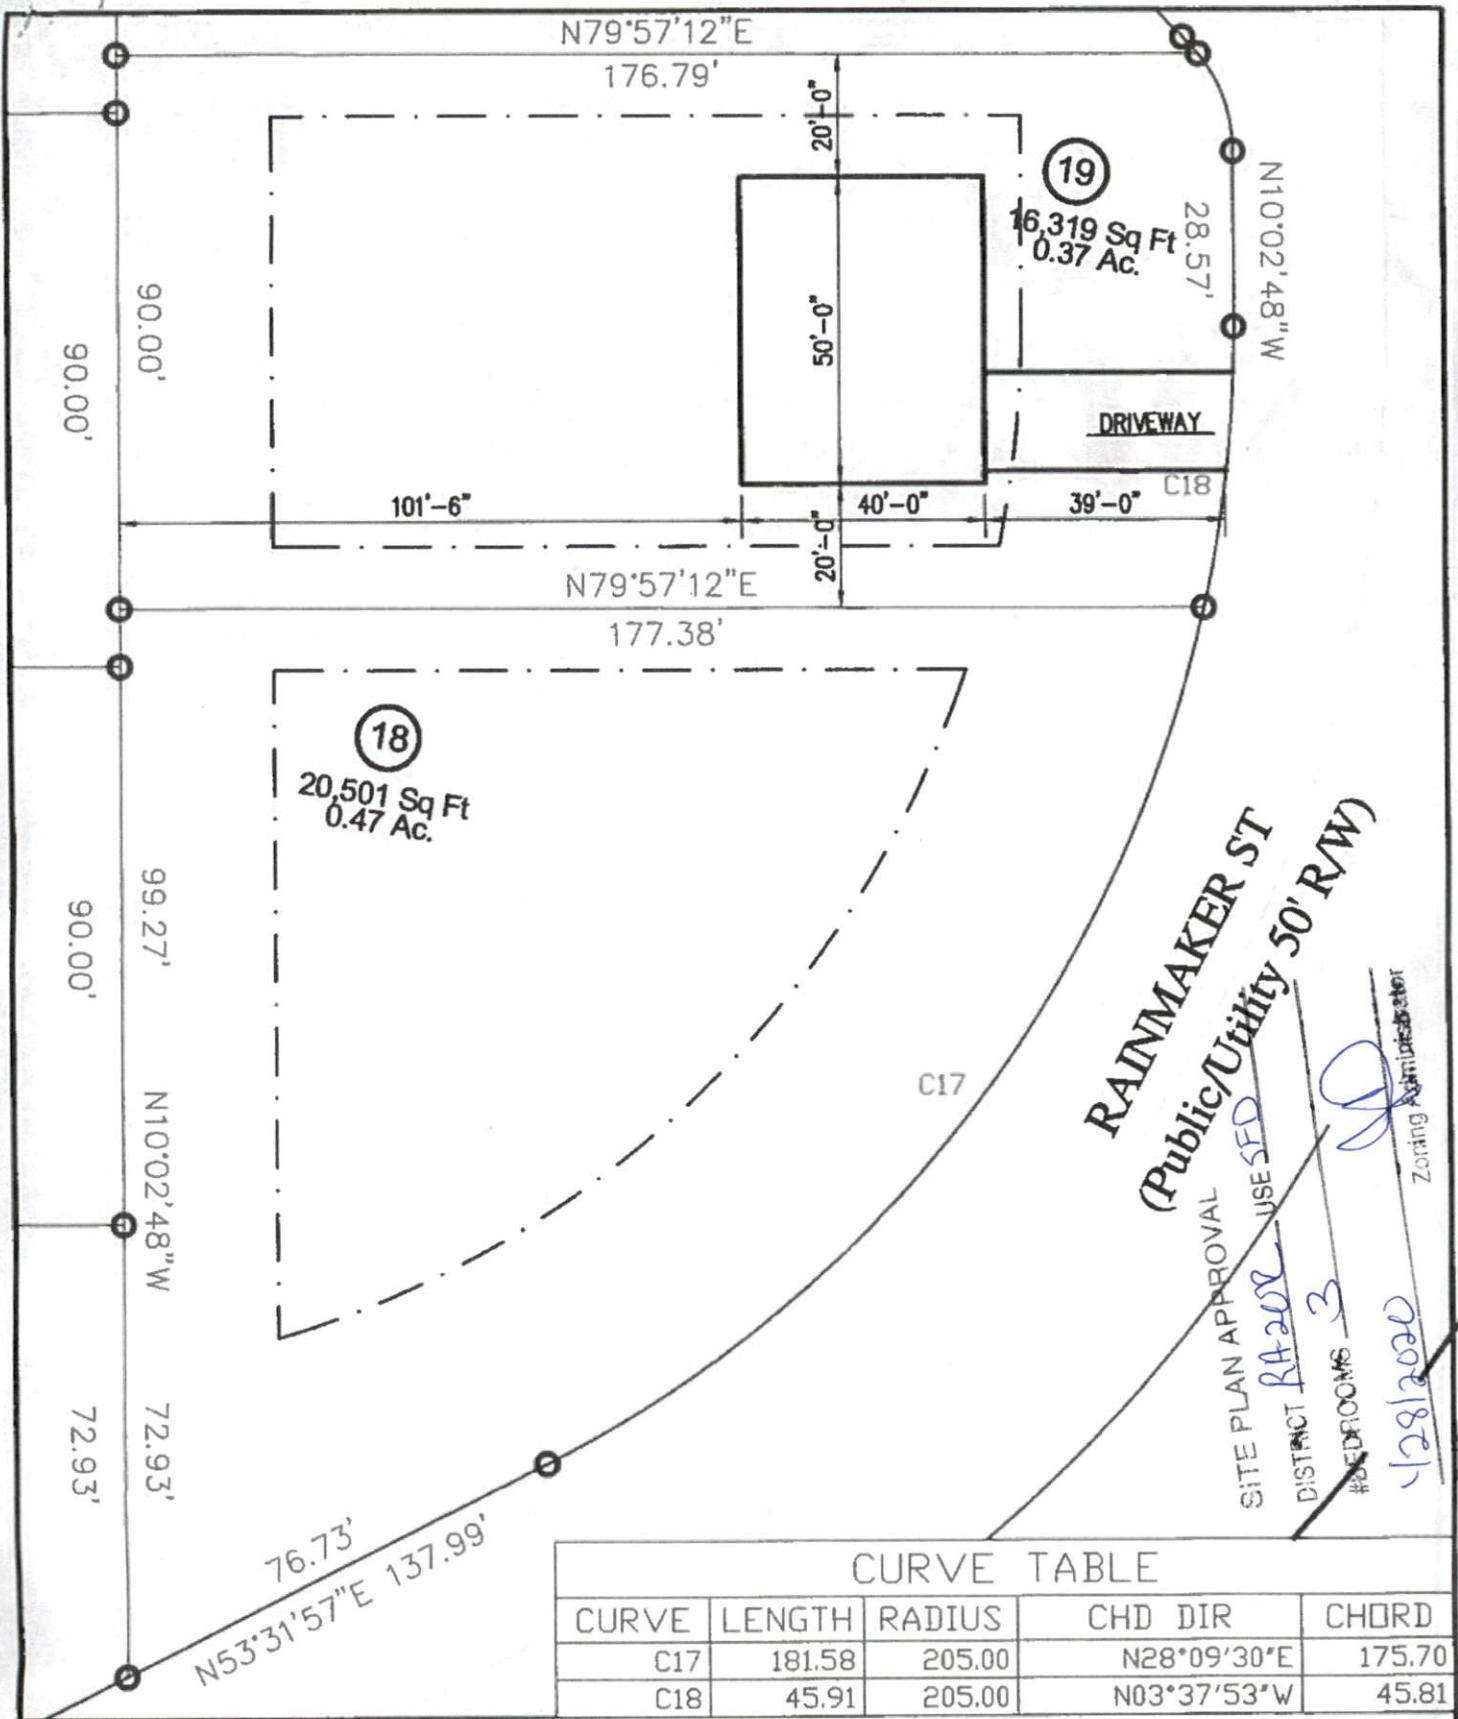 N79°57'12"E
176.79'
20'-0"
19
16,319 Sq Ft
0.37 Ac.
28.57'
N10°02'48"W
90.00'
90.00'
50'-0"
DRIVEWAY
C18
101'-6"
40'-0"
39'-0"
20'-0"
N79°57'12"E
177.38'
18
20,501 Sq Ft
0.47 Ac.
99.27'
90.00'
N10°02'48"W
C17
RAINMAKER ST
(Public/Utility 50' R/W)
SITE PLAN APPROVAL
DISTRICT USE SFD
#BEDROOMS 3
Zoning Administrator
72.93'
72.93'
76.73'
N53°31'57"E 137.99'
CURVE TABLE
CURVE LENGTH RADIUS CHD DIR CHORD
C17 181.58 205.00 N28°09'30"E 175.70
C18 45.91 205.00 N03°37'53"W 45.81